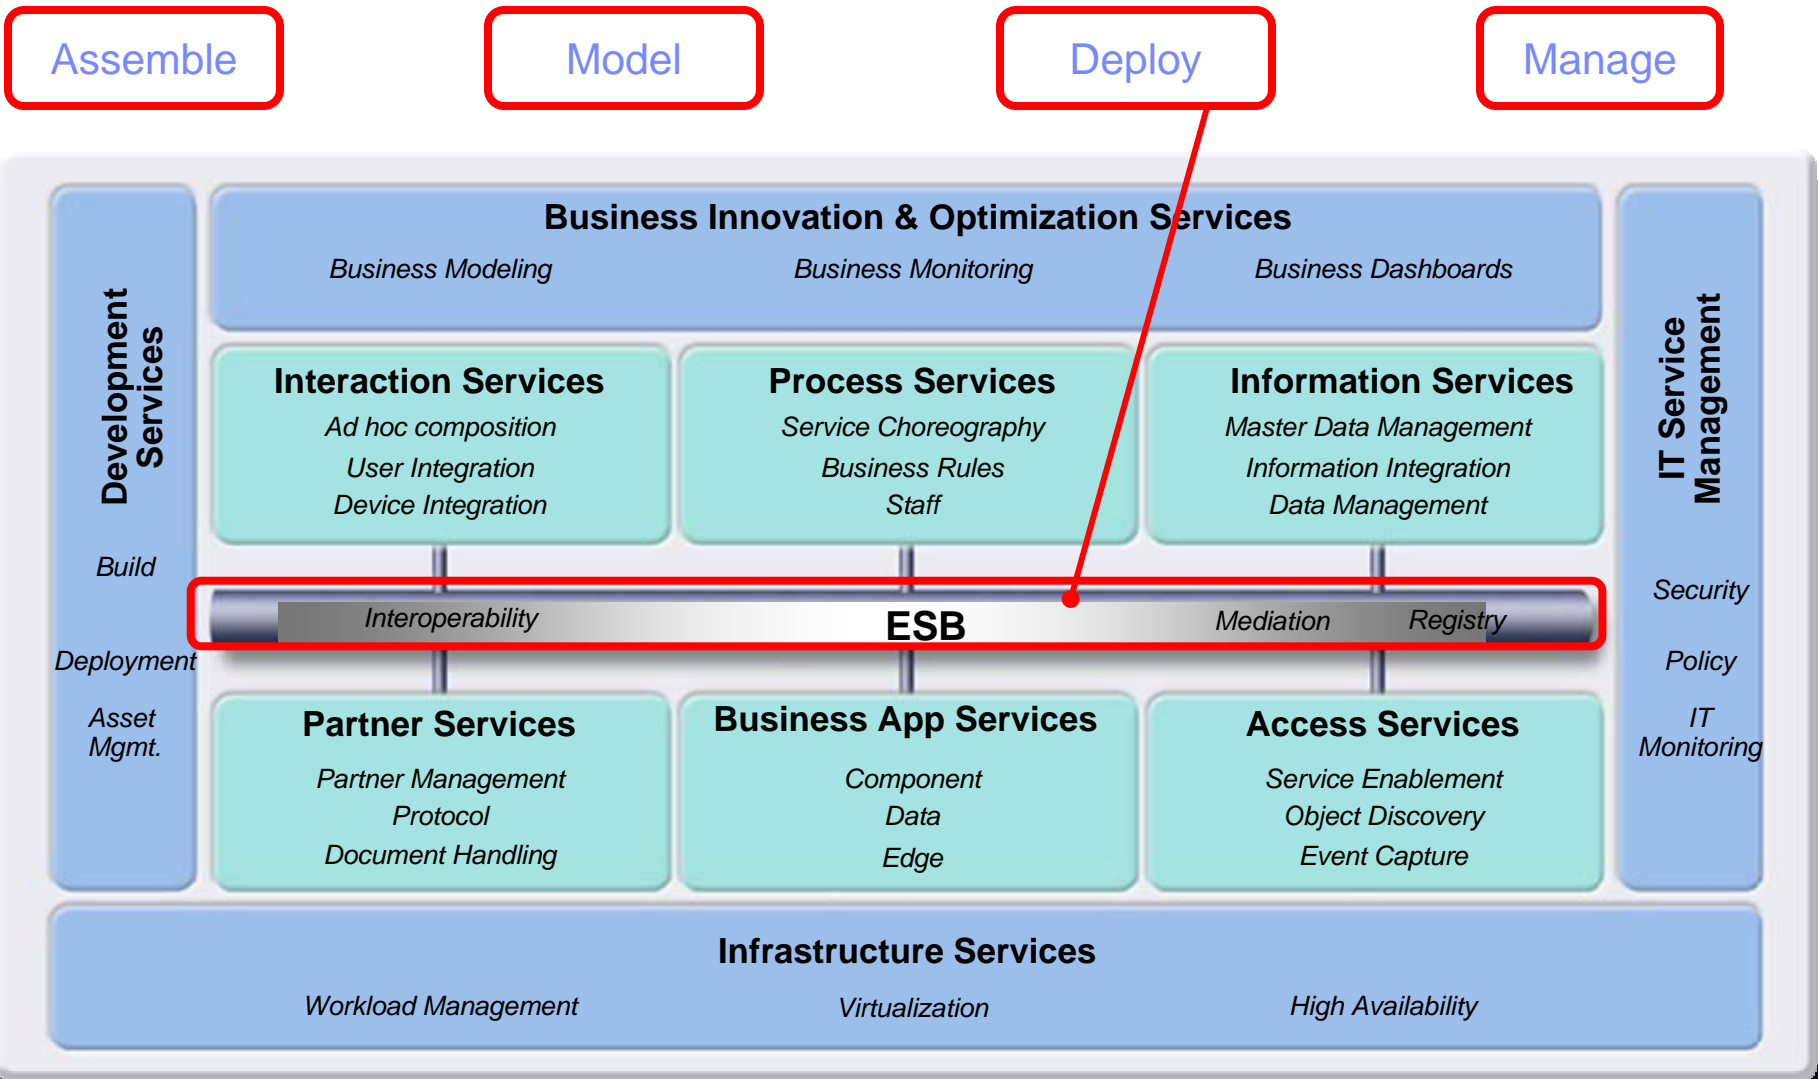 Assemble
Model
Deploy
Manage
Business Innovation & Optimization Services
Business Modeling
Business Monitoring
Business Dashboards
Development
Services
Build
Deployment
Asset
Mgmt.
Interaction Services
Ad hoc composition
User Integration
Device Integration
Process Services
Service Choreography
Business Rules
Staff
Information Services
Master Data Management
Information Integration
Data Management
IT Service
Management
Security
Policy
IT
Monitoring
Interoperability
ESB
Mediation
Registry
Partner Services
Partner Management
Protocol
Document Handling
Business App Services
Component
Data
Edge
Access Services
Service Enablement
Object Discovery
Event Capture
Infrastructure Services
Workload Management
Virtualization
High Availability